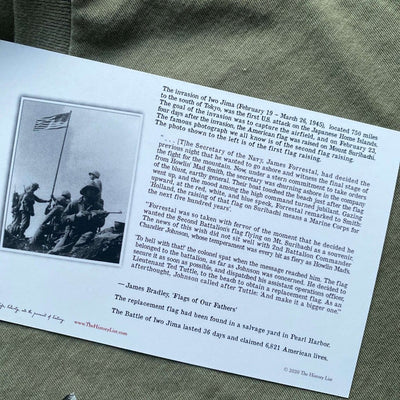 The invasion of Iwo Jima (February 19 – March 26, 1945), located 750 miles
to the south of Tokyo, was the first U.S. attack on the Japanese Home Islands.
The goal of the invasion was to capture the airfield, and on February 23,
four days after the invasion, the American flag was raised on Mount Suribachi.
The famous photograph we all know is of the second flag raising.
The photo shown to the left is of the first flag raising.
". . . [T]he Secretary of the Navy, James Forrestal, had decided the
previous night that he wanted to go ashore and witness the final stage of
the fight for the mountain. Now, under a stern commitment to take orders
from Howlin' Mad Smith, the secretary was churning ashore in the company
of the blunt, earthy general. Their boat touched the beach just after the flag
went up, and the mood among the high command turned jubilant. Gazing
upward, at the red, white, and blue speck, Forrestal remarked to Smith:
'Holland, the raising of that flag on Suribachi means a Marine Corps for
the next five hundred years'.
"Forrestal was so taken with fervor of the moment that he decided he
wanted the Second Battalion's flag flying on Mt. Suribachi as a souvenir.
The news of this wish did not sit well with 2nd Battalion Commander
Chandler Johnson, whose temperament was every bit as fiery as Howlin Mad's.
'To hell with that!' the colonel spat when the message reached him. The flag
belonged to the battalion, as far as Johnson was concerned. He decided to
secure it as soon as possible, and dispatched his assistant operations officer,
Lieutenant Ted Tuttle, to the beach to obtain a replacement flag. As an
afterthought, Johnson called after Tuttle: 'And make it a bigger one.'"
— James Bradley, 'Flags of Our Fathers'
The replacement flag had been found in a salvage yard in Pearl Harbor.
The Battle of Iwo Jima lasted 36 days and claimed 6,821 American lives.
www.TheHistoryList.com
© 2020 The History List